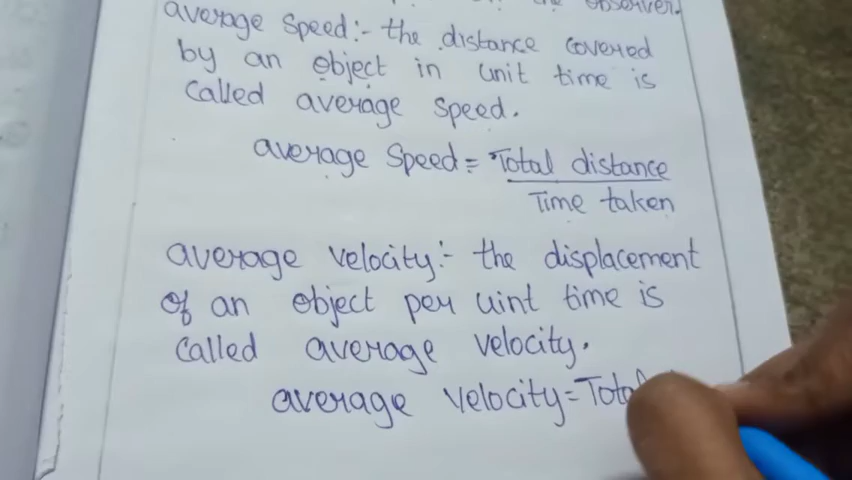 the observer.
average Speed:- the distance covered
by an object in unit time is
called average speed.
average Speed = Total distance
Time taken
average velocity:- the displacement
of an object per uint time is
called average velocity.
average velocity = Total